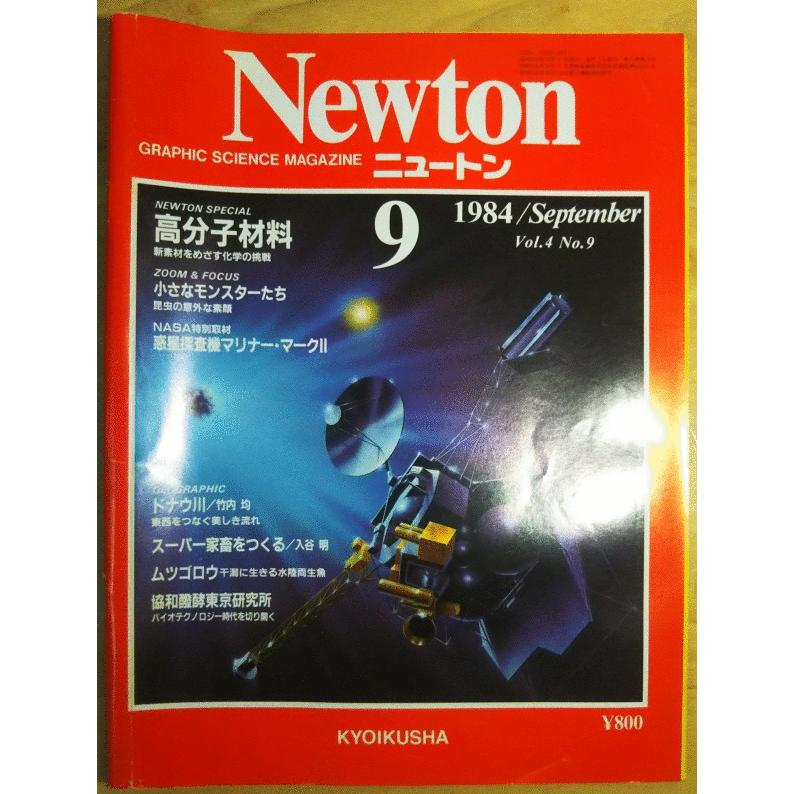 Newton
GRAPHIC SCIENCE MAGAZINE ニュートン
9
1984/September
Vol.4 No.9
NEWTON SPECIAL
高分子材料
新素材をめざす化学の挑戦
ZOOM & FOCUS
小さなモンスターたち
昆虫の意外な素顔
NASA特別取材
惑星探査機マリナー・マークII
GEOGRAPHIC
ドナウ川/竹内 均
東西をつなぐ美しき流れ
スーパー家畜をつくる/入谷 明
ムツゴロウ 干潟に生きる水陸両生魚
協和醱酵東京研究所
バイオテクノロジー時代を切り開く
¥800
KYOIKUSHA